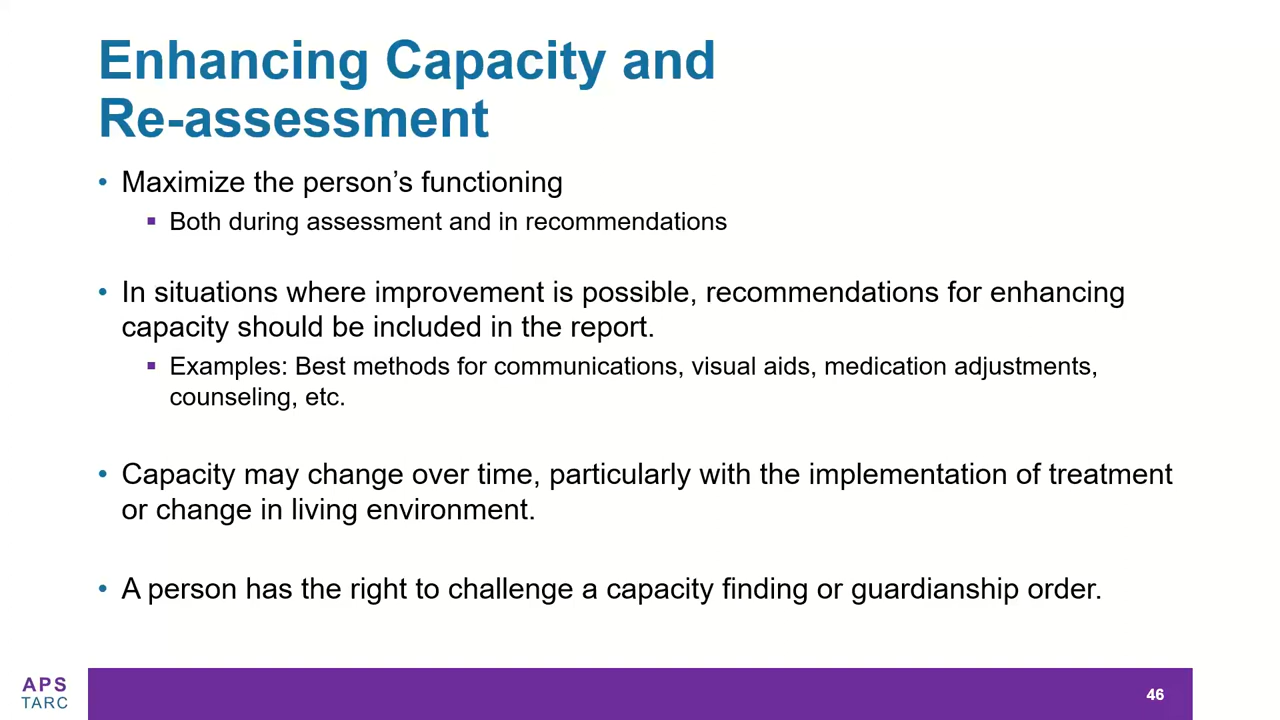 Enhancing Capacity and
Re-assessment
• Maximize the person’s functioning
▪ Both during assessment and in recommendations
• In situations where improvement is possible, recommendations for enhancing
capacity should be included in the report.
▪ Examples: Best methods for communications, visual aids, medication adjustments,
counseling, etc.
• Capacity may change over time, particularly with the implementation of treatment
or change in living environment.
• A person has the right to challenge a capacity finding or guardianship order.
APS
TARC
46